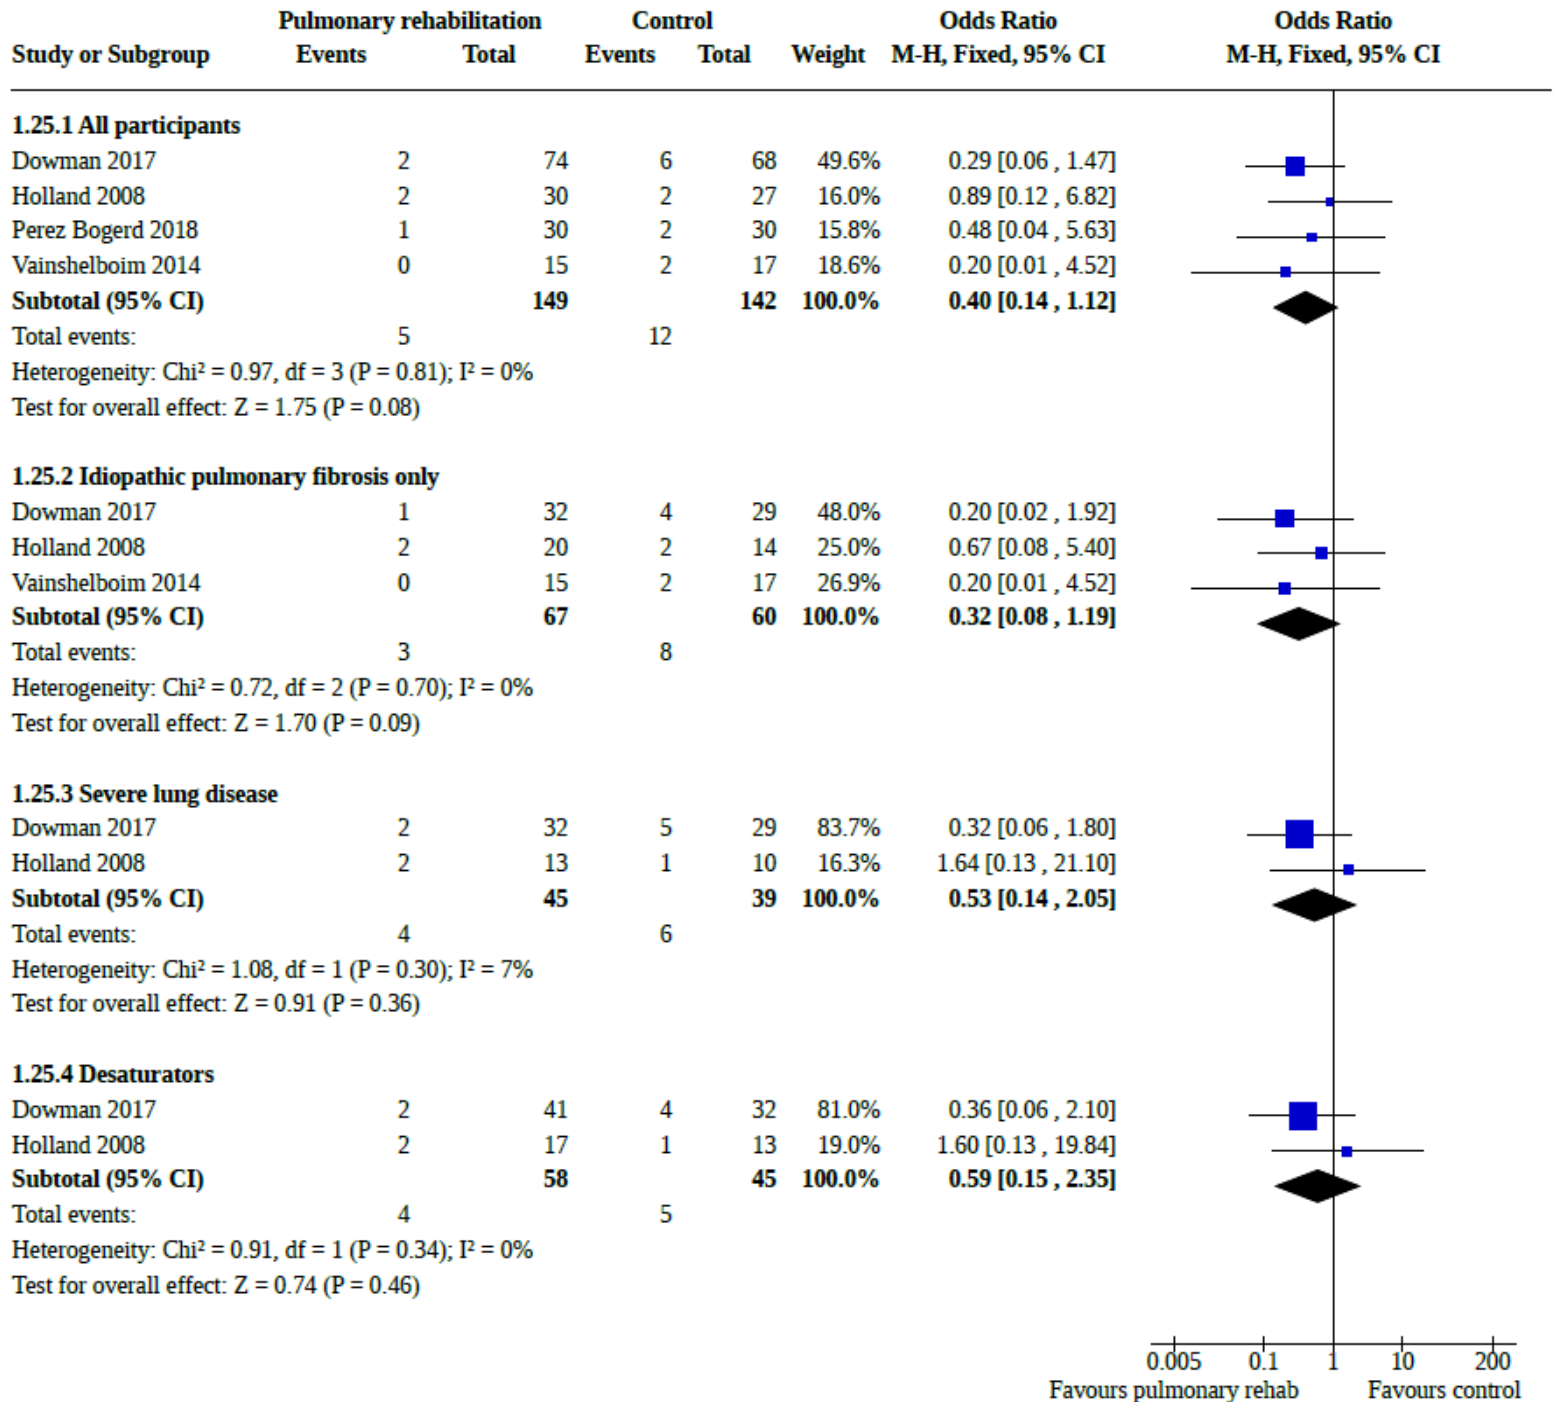 Pulmonary rehabilitation Control Odds Ratio Odds Ratio
Study or Subgroup Events Total Events Total Weight M-H, Fixed, 95% CI M-H, Fixed, 95% CI
1.25.1 All participants
Dowman 2017 2 74 6 68 49.6% 0.29 [0.06 , 1.47]
Holland 2008 2 30 2 27 16.0% 0.89 [0.12 , 6.82]
Perez Bogerd 2018 1 30 2 30 15.8% 0.48 [0.04 , 5.63]
Vainshelboim 2014 0 15 2 17 18.6% 0.20 [0.01 , 4.52]
Subtotal (95% CI) 149 142 100.0% 0.40 [0.14 , 1.12]
Total events: 5 12
Heterogeneity: Chi² = 0.97, df = 3 (P = 0.81); I² = 0%
Test for overall effect: Z = 1.75 (P = 0.08)
1.25.2 Idiopathic pulmonary fibrosis only
Dowman 2017 1 32 4 29 48.0% 0.20 [0.02 , 1.92]
Holland 2008 2 20 2 14 25.0% 0.67 [0.08 , 5.40]
Vainshelboim 2014 0 15 2 17 26.9% 0.20 [0.01 , 4.52]
Subtotal (95% CI) 67 60 100.0% 0.32 [0.08 , 1.19]
Total events: 3 8
Heterogeneity: Chi² = 0.72, df = 2 (P = 0.70); I² = 0%
Test for overall effect: Z = 1.70 (P = 0.09)
1.25.3 Severe lung disease
Dowman 2017 2 32 5 29 83.7% 0.32 [0.06 , 1.80]
Holland 2008 2 13 1 10 16.3% 1.64 [0.13 , 21.10]
Subtotal (95% CI) 45 39 100.0% 0.53 [0.14 , 2.05]
Total events: 4 6
Heterogeneity: Chi² = 1.08, df = 1 (P = 0.30); I² = 7%
Test for overall effect: Z = 0.91 (P = 0.36)
1.25.4 Desaturators
Dowman 2017 2 41 4 32 81.0% 0.36 [0.06 , 2.10]
Holland 2008 2 17 1 13 19.0% 1.60 [0.13 , 19.84]
Subtotal (95% CI) 58 45 100.0% 0.59 [0.15 , 2.35]
Total events: 4 5
Heterogeneity: Chi² = 0.91, df = 1 (P = 0.34); I² = 0%
Test for overall effect: Z = 0.74 (P = 0.46)
0.005 0.1 1 10 200
Favours pulmonary rehab Favours control